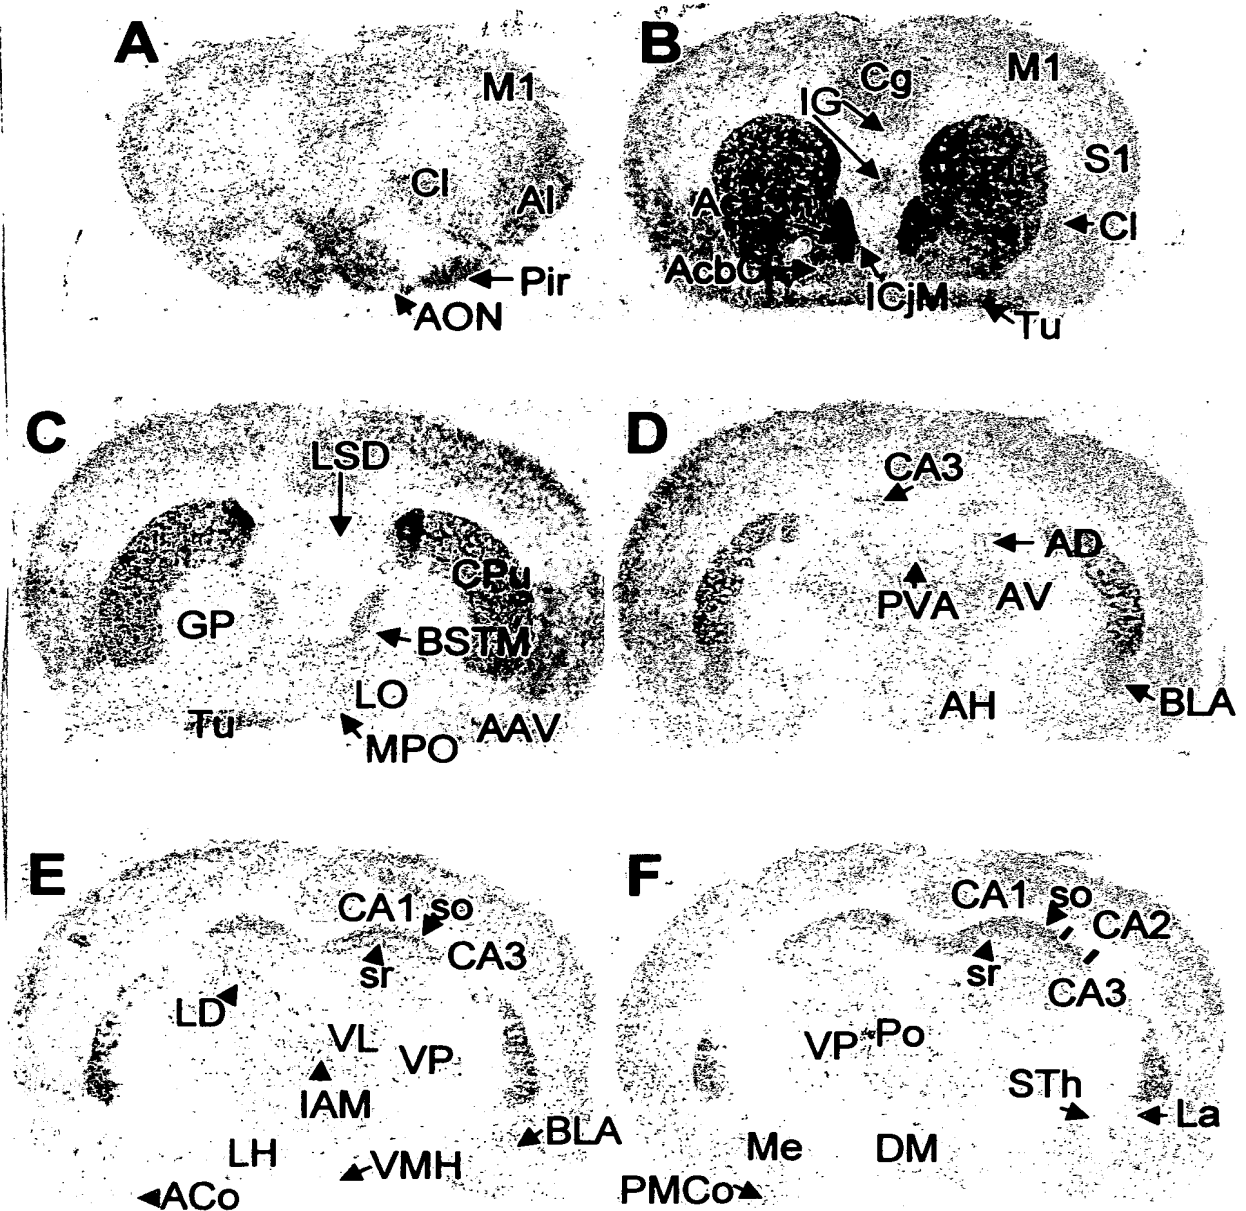 A
M1
Cl
AI
Pir
AON
B
Cg
M1
IG
S1
Cl
ICjM
Tu
C
LSD
CPu
GP
BSTM
LO
Tu
AAV
MPO
D
CA3
AD
PVA
AV
AH
BLA
E
CA1 so
CA3
sr
LD
VL
VP
IAM
BLA
LH
VMH
ACo
F
CA1 so
CA2
sr
CA3
VP
Po
STh
La
Me
DM
PMCo